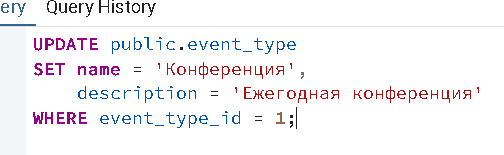 ery Query History
UPDATE public.event_type
SET name = 'Конференция',
description = 'Ежегодная конференция'
WHERE event_type_id = 1;